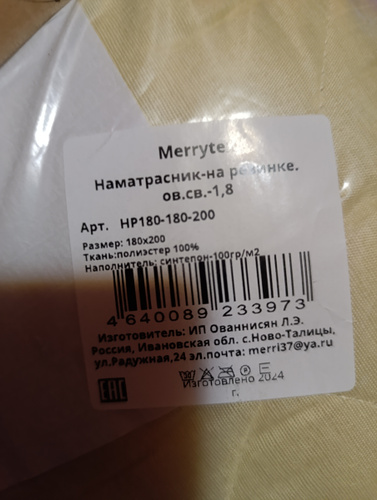 Merryte
Наматрасник-на резинке.
ов.св.-1,8
Арт. НР180-180-200
Размер: 180х200
Ткань:полиэстер 100%
Наполнитель: синтепон-100гр/м2
4 640089 233973
Изготовитель: ИП Ованнисян Л.Э.
Россия, Ивановская обл. с.Ново-Талицы,
ул.Радужная,24 эл.почта: merri37@ya.ru
EAC
Изготовлено 2024
г.